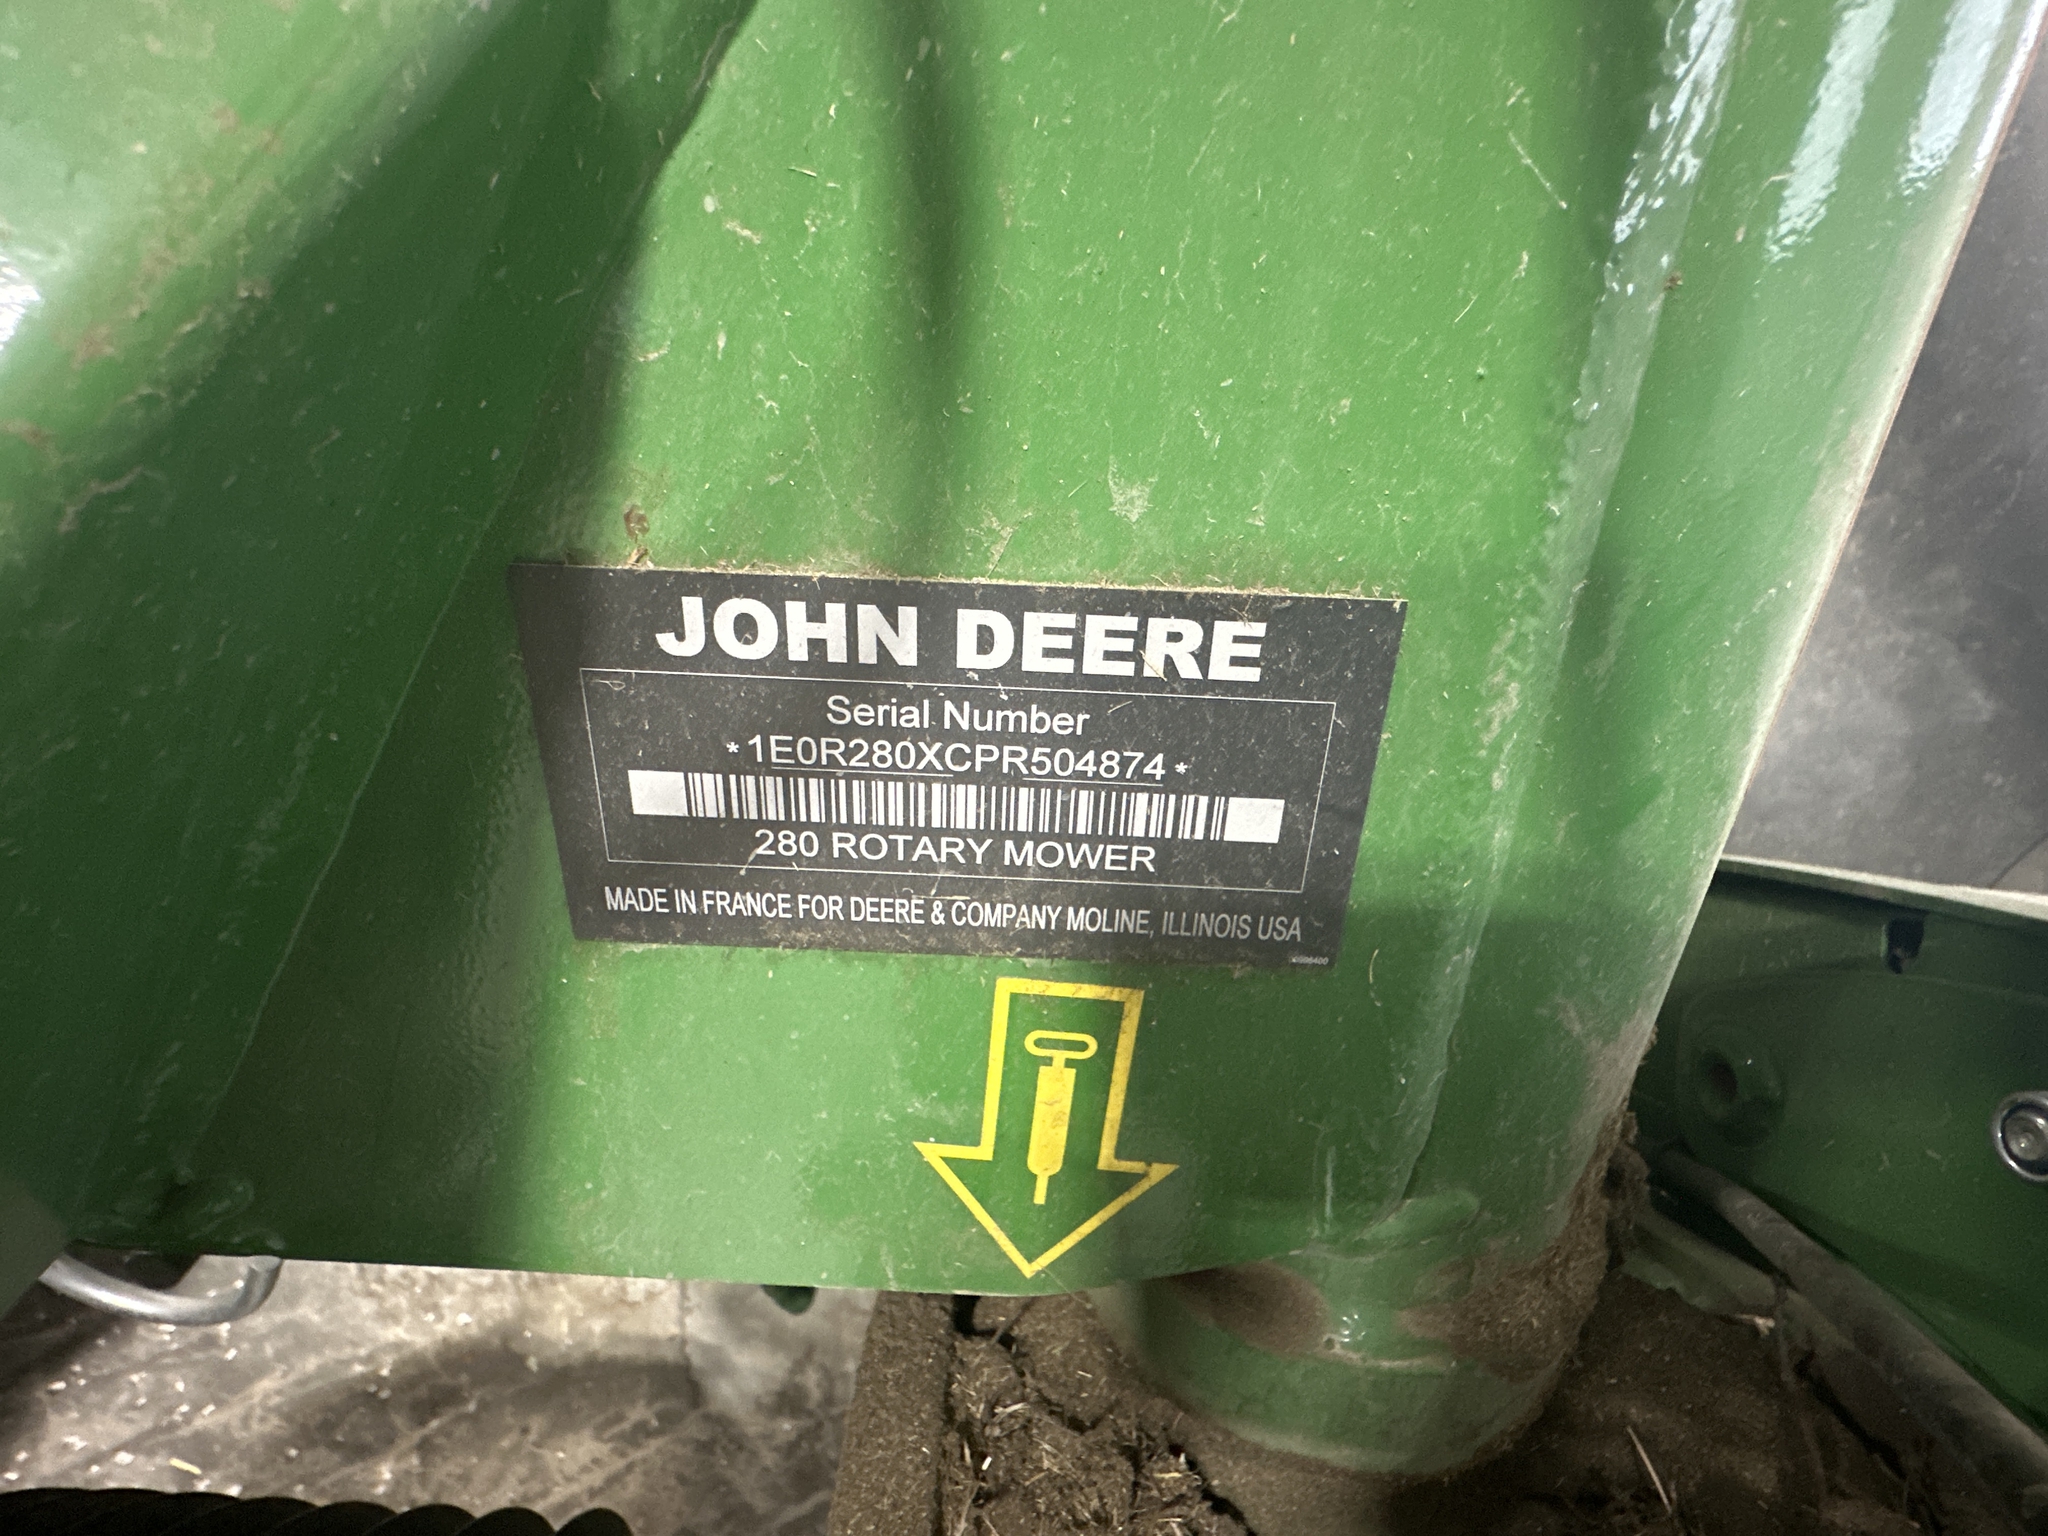 JOHN DEERE
Serial Number
*1E0R280XCPR504874*
280 ROTARY MOWER
MADE IN FRANCE FOR DEERE & COMPANY MOLINE, ILLINOIS USA